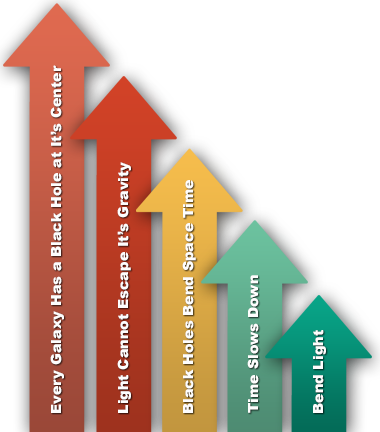 Every Galaxy Has a Black Hole at It's Center
Light Cannot Escape It's Gravity
Black Holes Bend Space Time
Time Slows Down
Bend Light